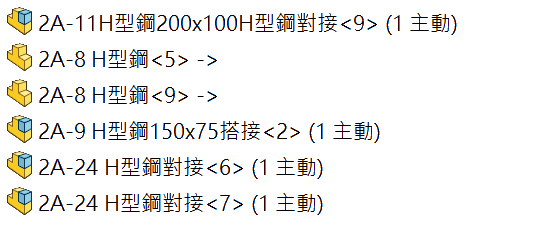 2A-11H型鋼200x100H型鋼對接<9> (1 主動)
2A-8 H型鋼<5> ->
2A-8 H型鋼<9> ->
2A-9 H型鋼150x75搭接<2> (1 主動)
2A-24 H型鋼對接<6> (1 主動)
2A-24 H型鋼對接<7> (1 主動)